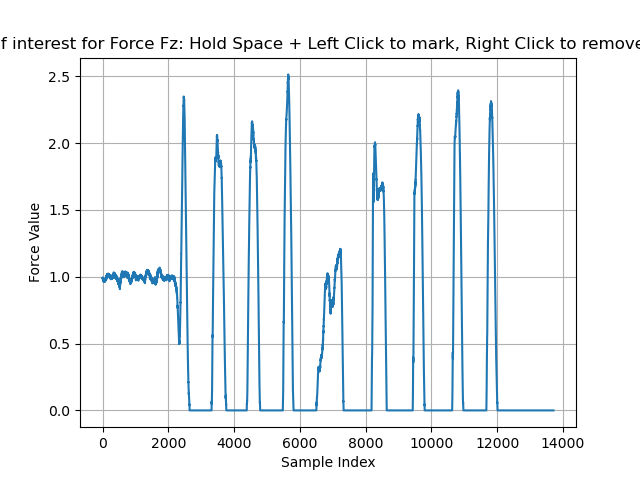 f interest for Force Fz: Hold Space + Left Click to mark, Right Click to remove
2.5
2.0
1.5
1.0
0.5
0.0
Force Value
0 2000 4000 6000 8000 10000 12000 14000
Sample Index